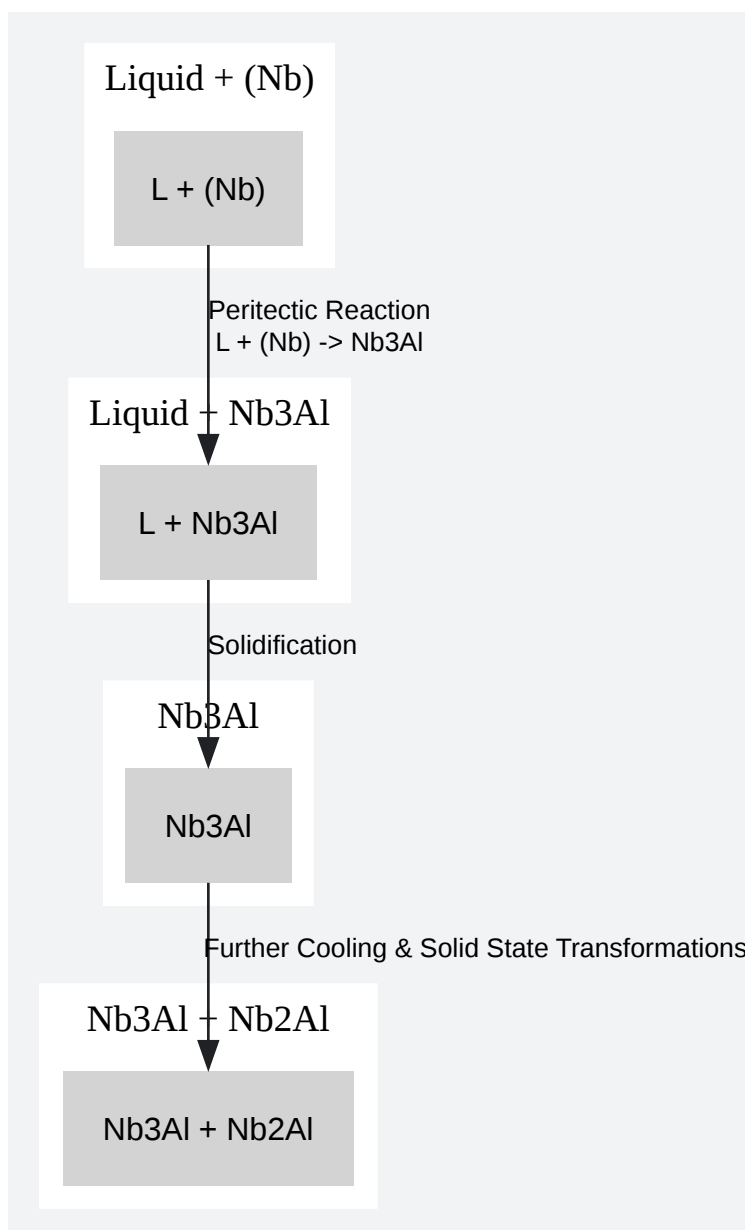 Liquid + (Nb)
L + (Nb)
Peritectic Reaction
L + (Nb) -> Nb3Al
Liquid + Nb3Al
L + Nb3Al
Solidification
Nb3Al
Nb3Al
Further Cooling & Solid State Transformations
Nb3Al + Nb2Al
Nb3Al + Nb2Al